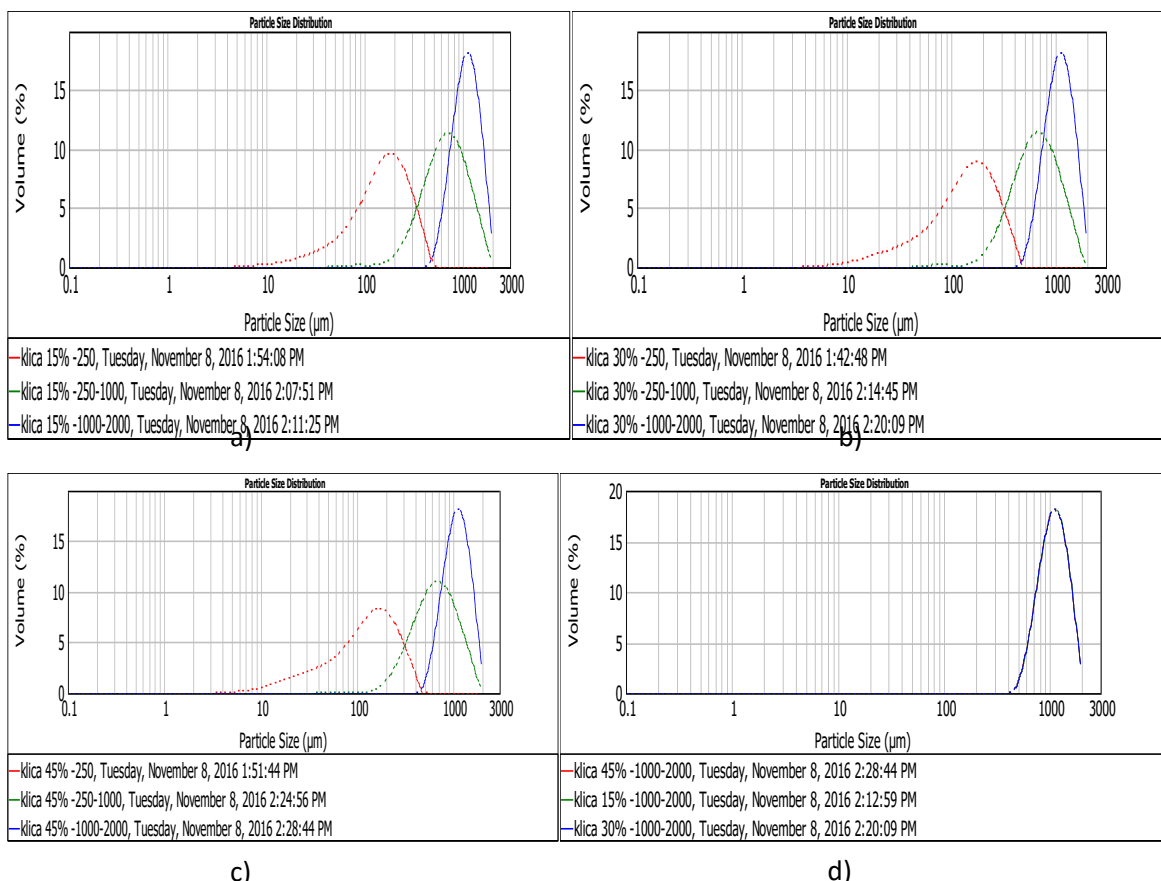 Particle Size Distribution
Volume (%)
15
10
5
0
0.1 1 10 100 1000 3000
Particle Size (µm)
klica 15% -250, Tuesday, November 8, 2016 1:54:08 PM
klica 15% -250-1000, Tuesday, November 8, 2016 2:07:51 PM
klica 15% -1000-2000, Tuesday, November 8, 2016 2:11:25 PM
a)
Particle Size Distribution
Volume (%)
15
10
5
0
0.1 1 10 100 1000 3000
Particle Size (µm)
klica 30% -250, Tuesday, November 8, 2016 1:42:48 PM
klica 30% -250-1000, Tuesday, November 8, 2016 2:14:45 PM
klica 30% -1000-2000, Tuesday, November 8, 2016 2:20:09 PM
b)
Particle Size Distribution
Volume (%)
15
10
5
0
0.1 1 10 100 1000 3000
Particle Size (µm)
klica 45% -250, Tuesday, November 8, 2016 1:51:44 PM
klica 45% -250-1000, Tuesday, November 8, 2016 2:24:56 PM
klica 45% -1000-2000, Tuesday, November 8, 2016 2:28:44 PM
c)
Particle Size Distribution
Volume (%)
20
15
10
5
0
0.1 1 10 100 1000 3000
Particle Size (µm)
klica 45% -1000-2000, Tuesday, November 8, 2016 2:28:44 PM
klica 15% -1000-2000, Tuesday, November 8, 2016 2:12:59 PM
klica 30% -1000-2000, Tuesday, November 8, 2016 2:20:09 PM
d)